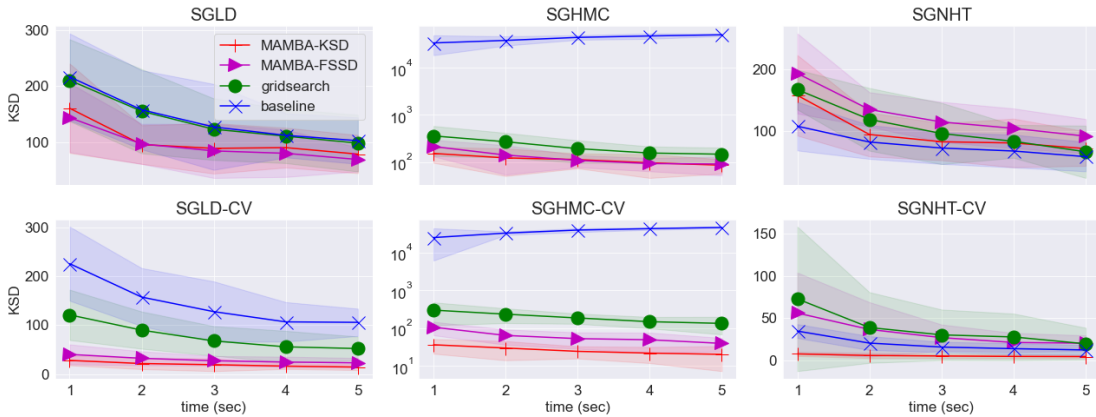 SGLD
SGHMC
SGNHT
KSD
300
200
100
MAMBA-KSD
MAMBA-FSSD
gridsearch
baseline
10^4
10^2
200
100
SGLD-CV
SGHMC-CV
SGNHT-CV
KSD
300
200
100
0
10^4
10^3
10^2
10^1
150
100
50
0
1 2 3 4 5
1 2 3 4 5
1 2 3 4 5
time (sec)
time (sec)
time (sec)